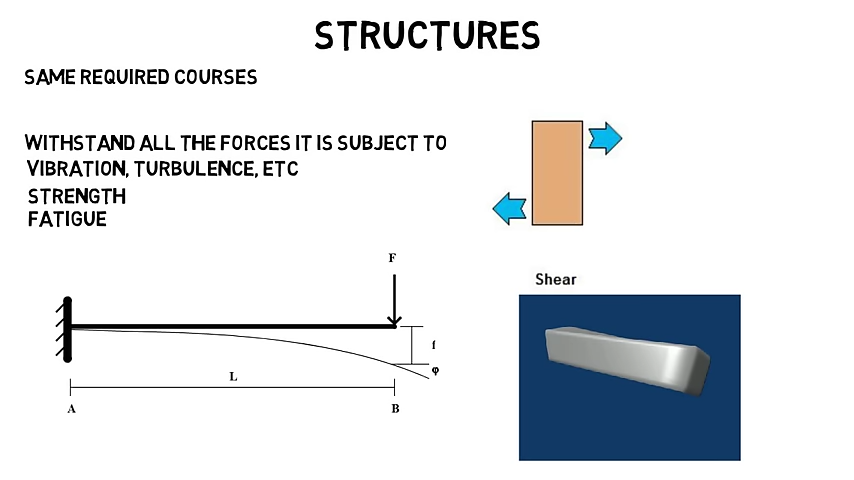 STRUCTURES
SAME REQUIRED COURSES
WITHSTAND ALL THE FORCES IT IS SUBJECT TO
VIBRATION, TURBULENCE, ETC
STRENGTH
FATIGUE
F
Shear
f
φ
L
A
B